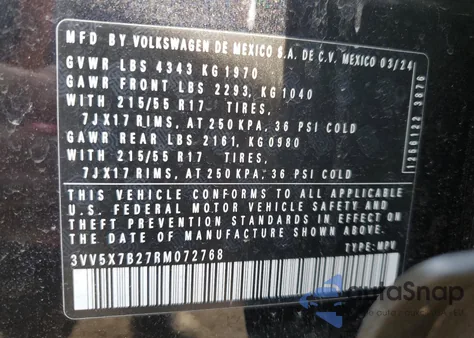 MFD BY VOLKSWAGEN DE MEXICO S.A. DE C.V. MEXICO 03/24
GVWR LBS 4343 KG 1970
GAWR FRONT LBS 2293, KG 1040
WITH 215/55 R17 TIRES,
7JX17 RIMS, AT 250 KPA, 36 PSI COLD
GAWR REAR LBS 2161, KG 0980
WITH 215/55 R17 TIRES,
7JX17 RIMS, AT 250 KPA, 36 PSI COLD
THIS VEHICLE CONFORMS TO ALL APPLICABLE
U.S. FEDERAL MOTOR VEHICLE SAFETY AND
THEFT PREVENTION STANDARDS IN EFFECT ON
THE DATE OF MANUFACTURE SHOWN ABOVE.
3VV5X7B27RM072768
TYPE: MPV
1266122 3876
autoSnap